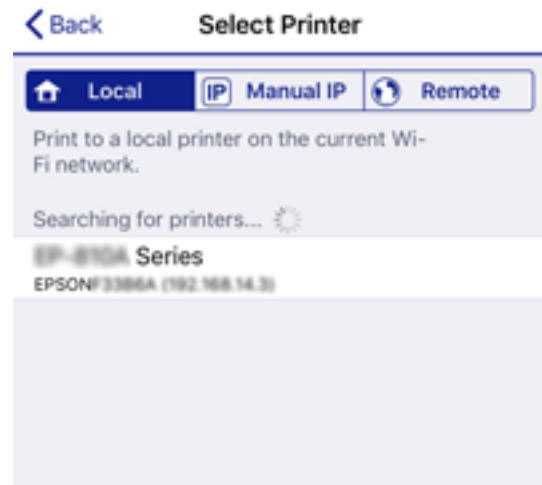 Back Select Printer
Local IP Manual IP Remote
Print to a local printer on the current Wi-
Fi network.
Searching for printers...
Series
EPSON